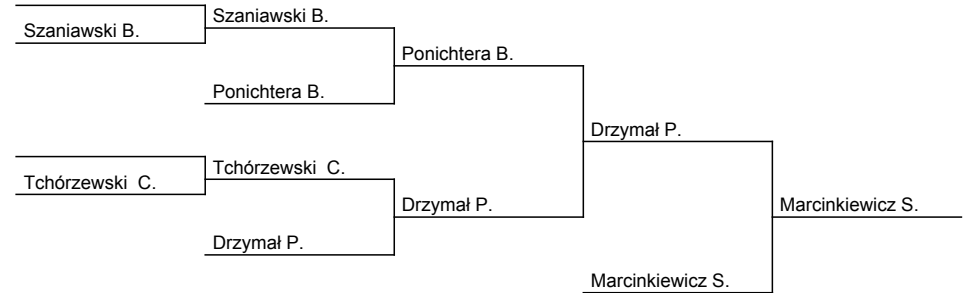 Szaniawski B.
Szaniawski B.
Ponichtera B.
Ponichtera B.
Drzymał P.
Tchórzewski  C.
Tchórzewski  C.
Drzymał P.
Marcinkiewicz S.
Drzymał P.
Marcinkiewicz S.